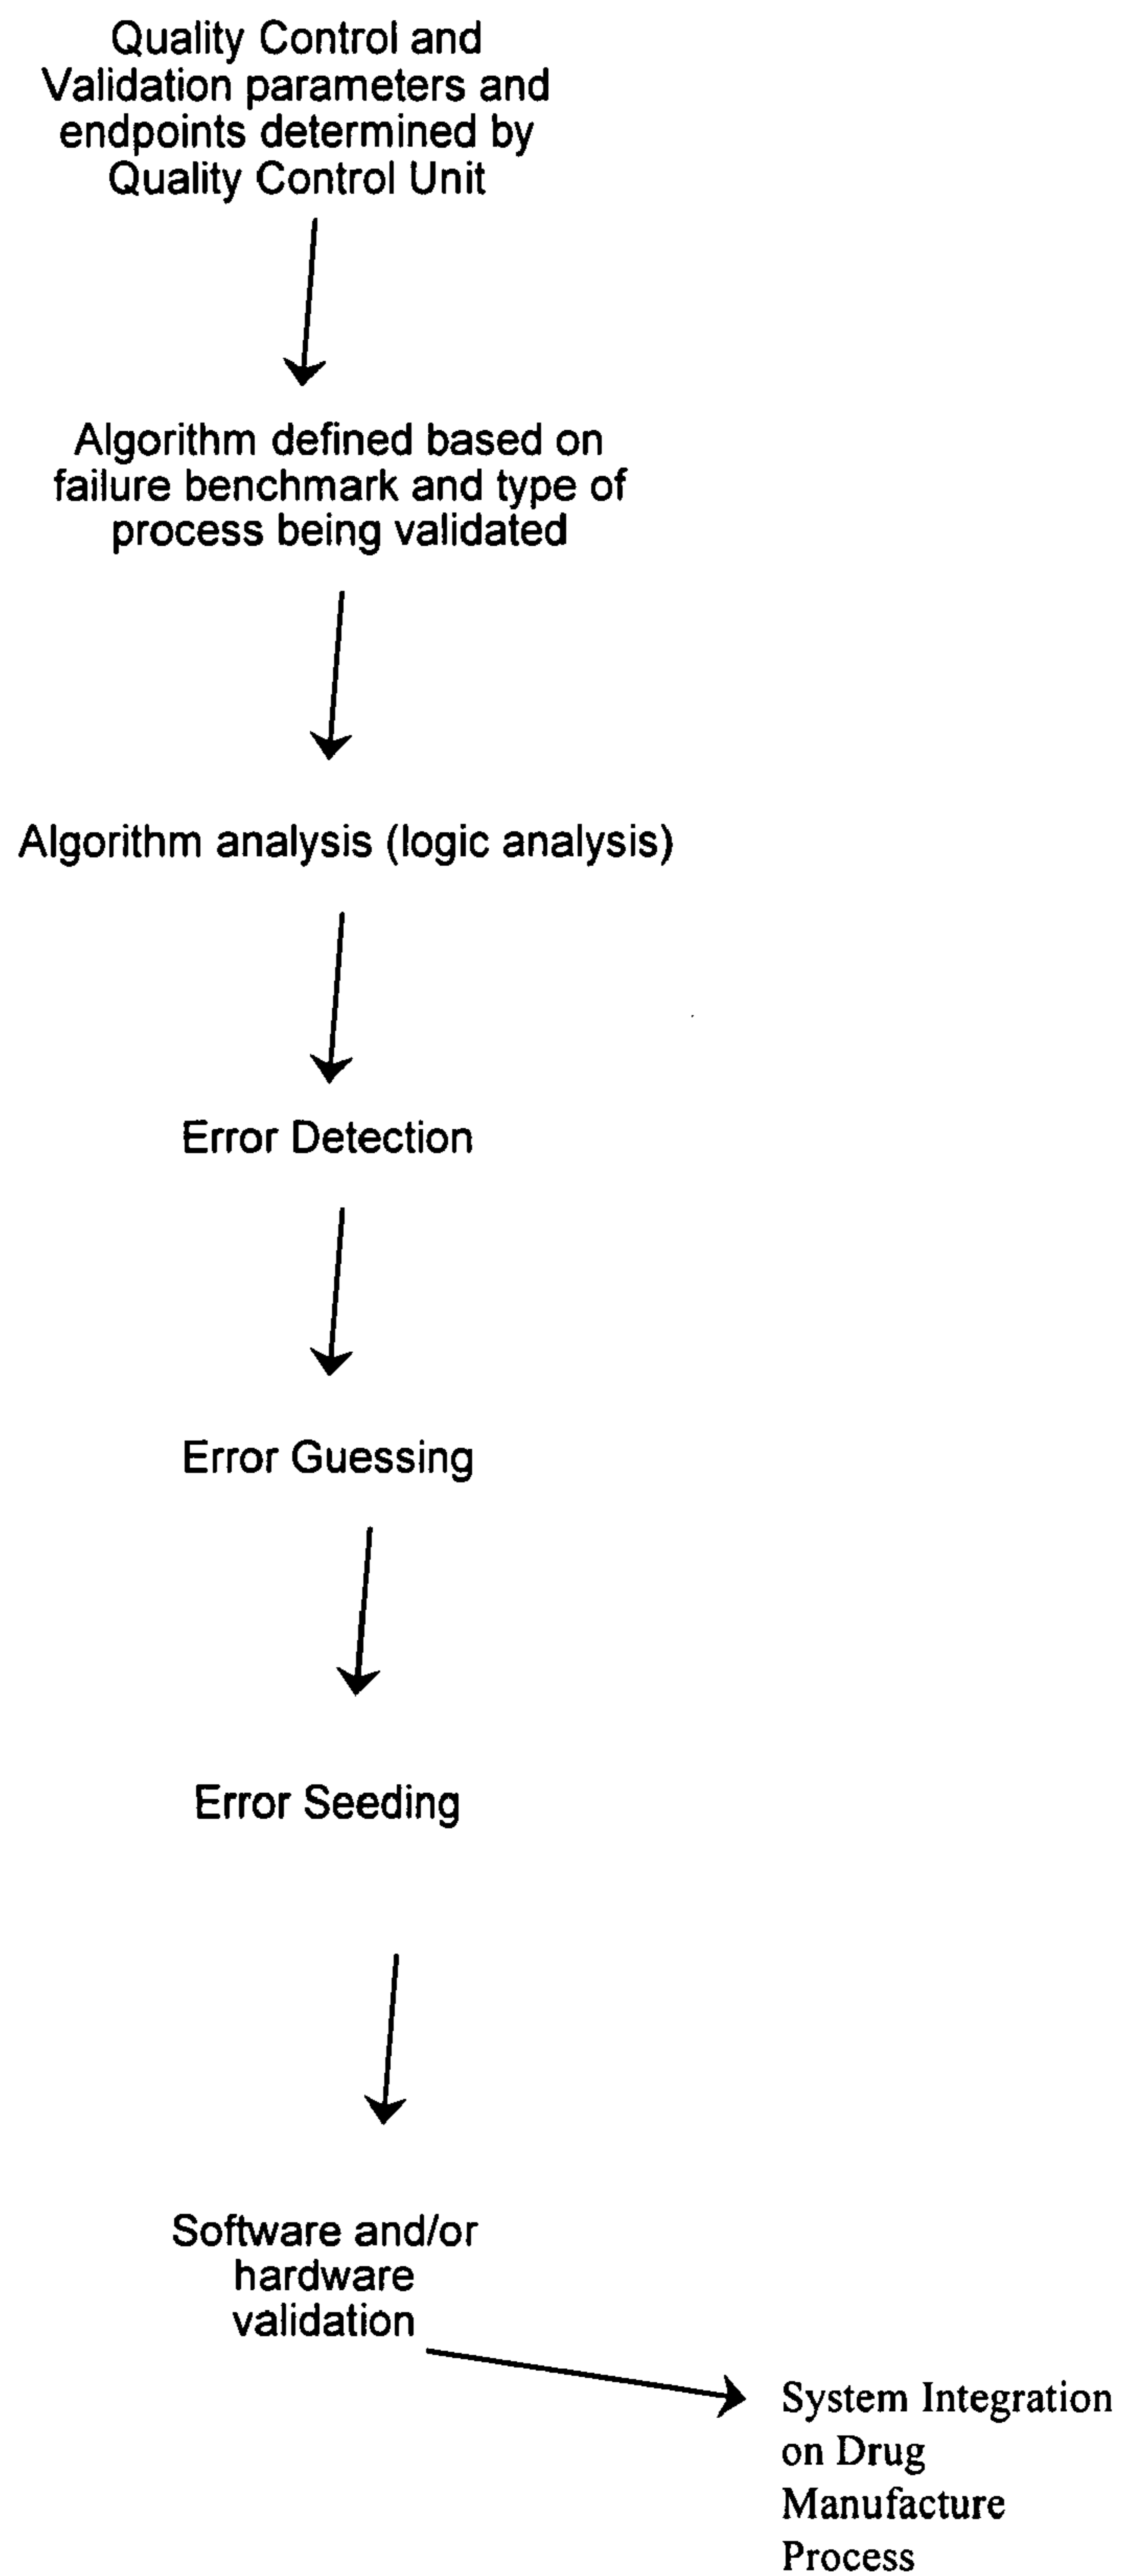 Quality Control and
Validation parameters and
endpoints determined by
Quality Control Unit
Algorithm defined based on
failure benchmark and type of
process being validated
Algorithm analysis (logic analysis)
Error Detection
Error Guessing
Error Seeding
Software and/or
hardware
validation
System Integration
on Drug
Manufacture
Process